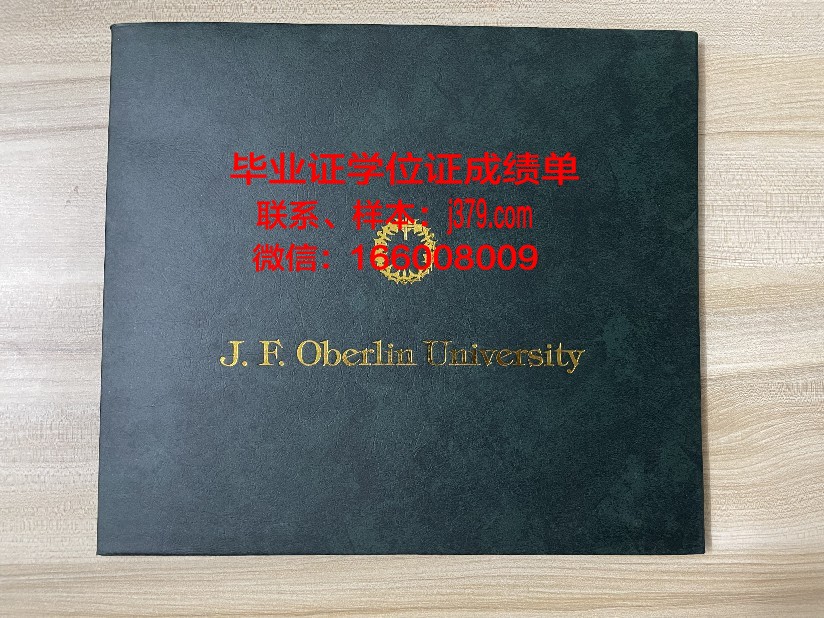 毕业证学位证成绩单
联系、样本：j379.com
微信：166008009
J. F. Oberlin University